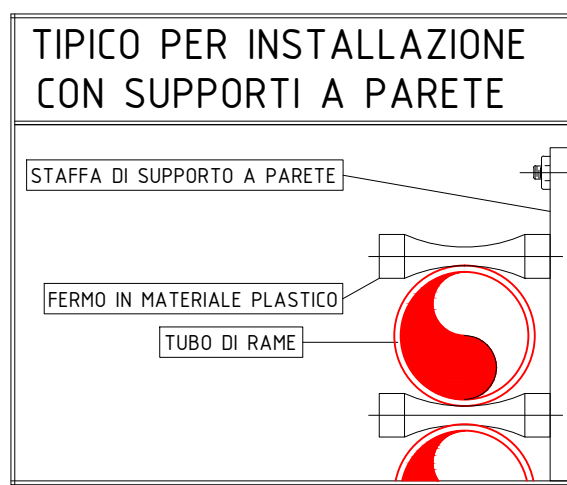 TIPICO PER INSTALLAZIONE
CON SUPPORTI A PARETE
STAFFA DI SUPPORTO A PARETE
FERMO IN MATERIALE PLASTICO
TUBO DI RAME